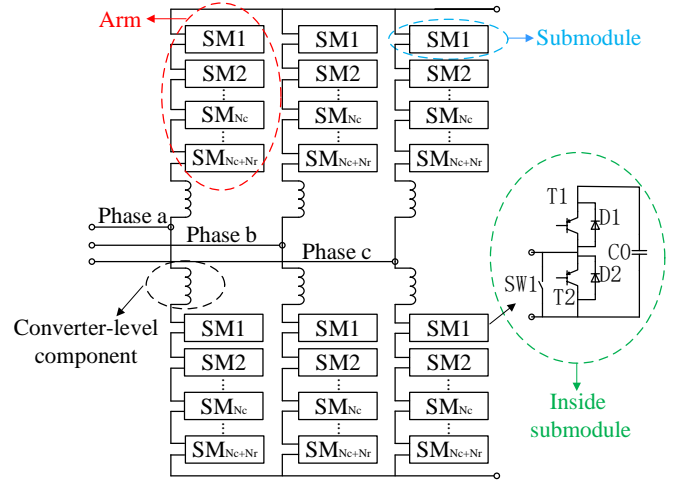 Arm
SM1 SM1 SM1
Submodule
SM2 SM2 SM2
SMNc SMNc SMNc
SMNc+Nr SMNc+Nr SMNc+Nr
Phase a
Phase b
Phase c
T1
D1
C0
SW1
D2
T2
Converter-level
component
SM1 SM1 SM1
SM2 SM2 SM2
SMNc SMNc SMNc
SMNc+Nr SMNc+Nr SMNc+Nr
Inside
submodule